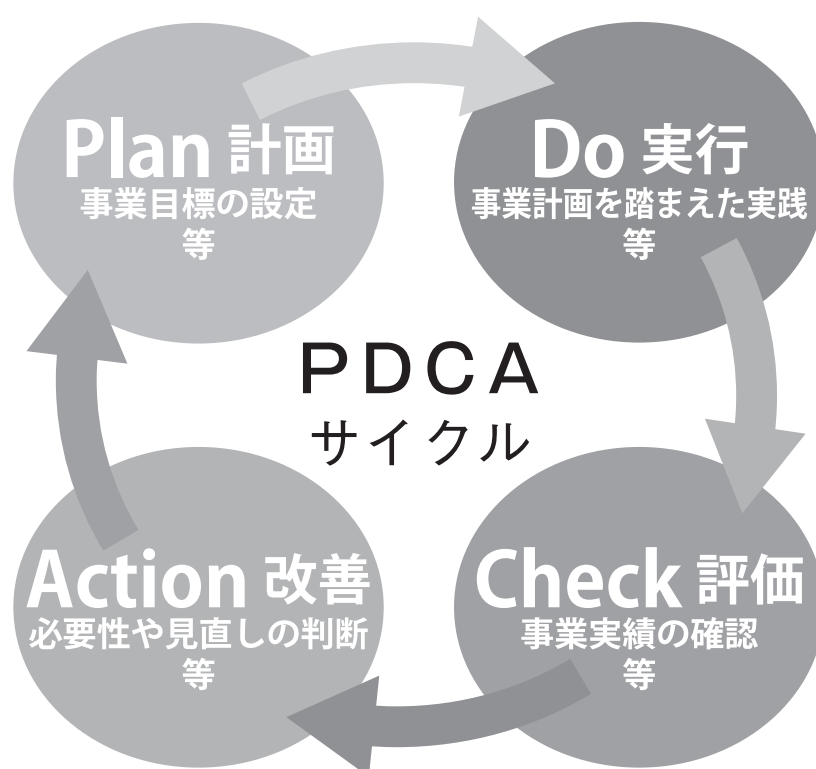 Plan 計画
事業目標の設定
等
Do 実行
事業計画を踏まえた実践
等
PDCA
サイクル
Action 改善
必要性や見直しの判断
等
Check 評価
事業実績の確認
等